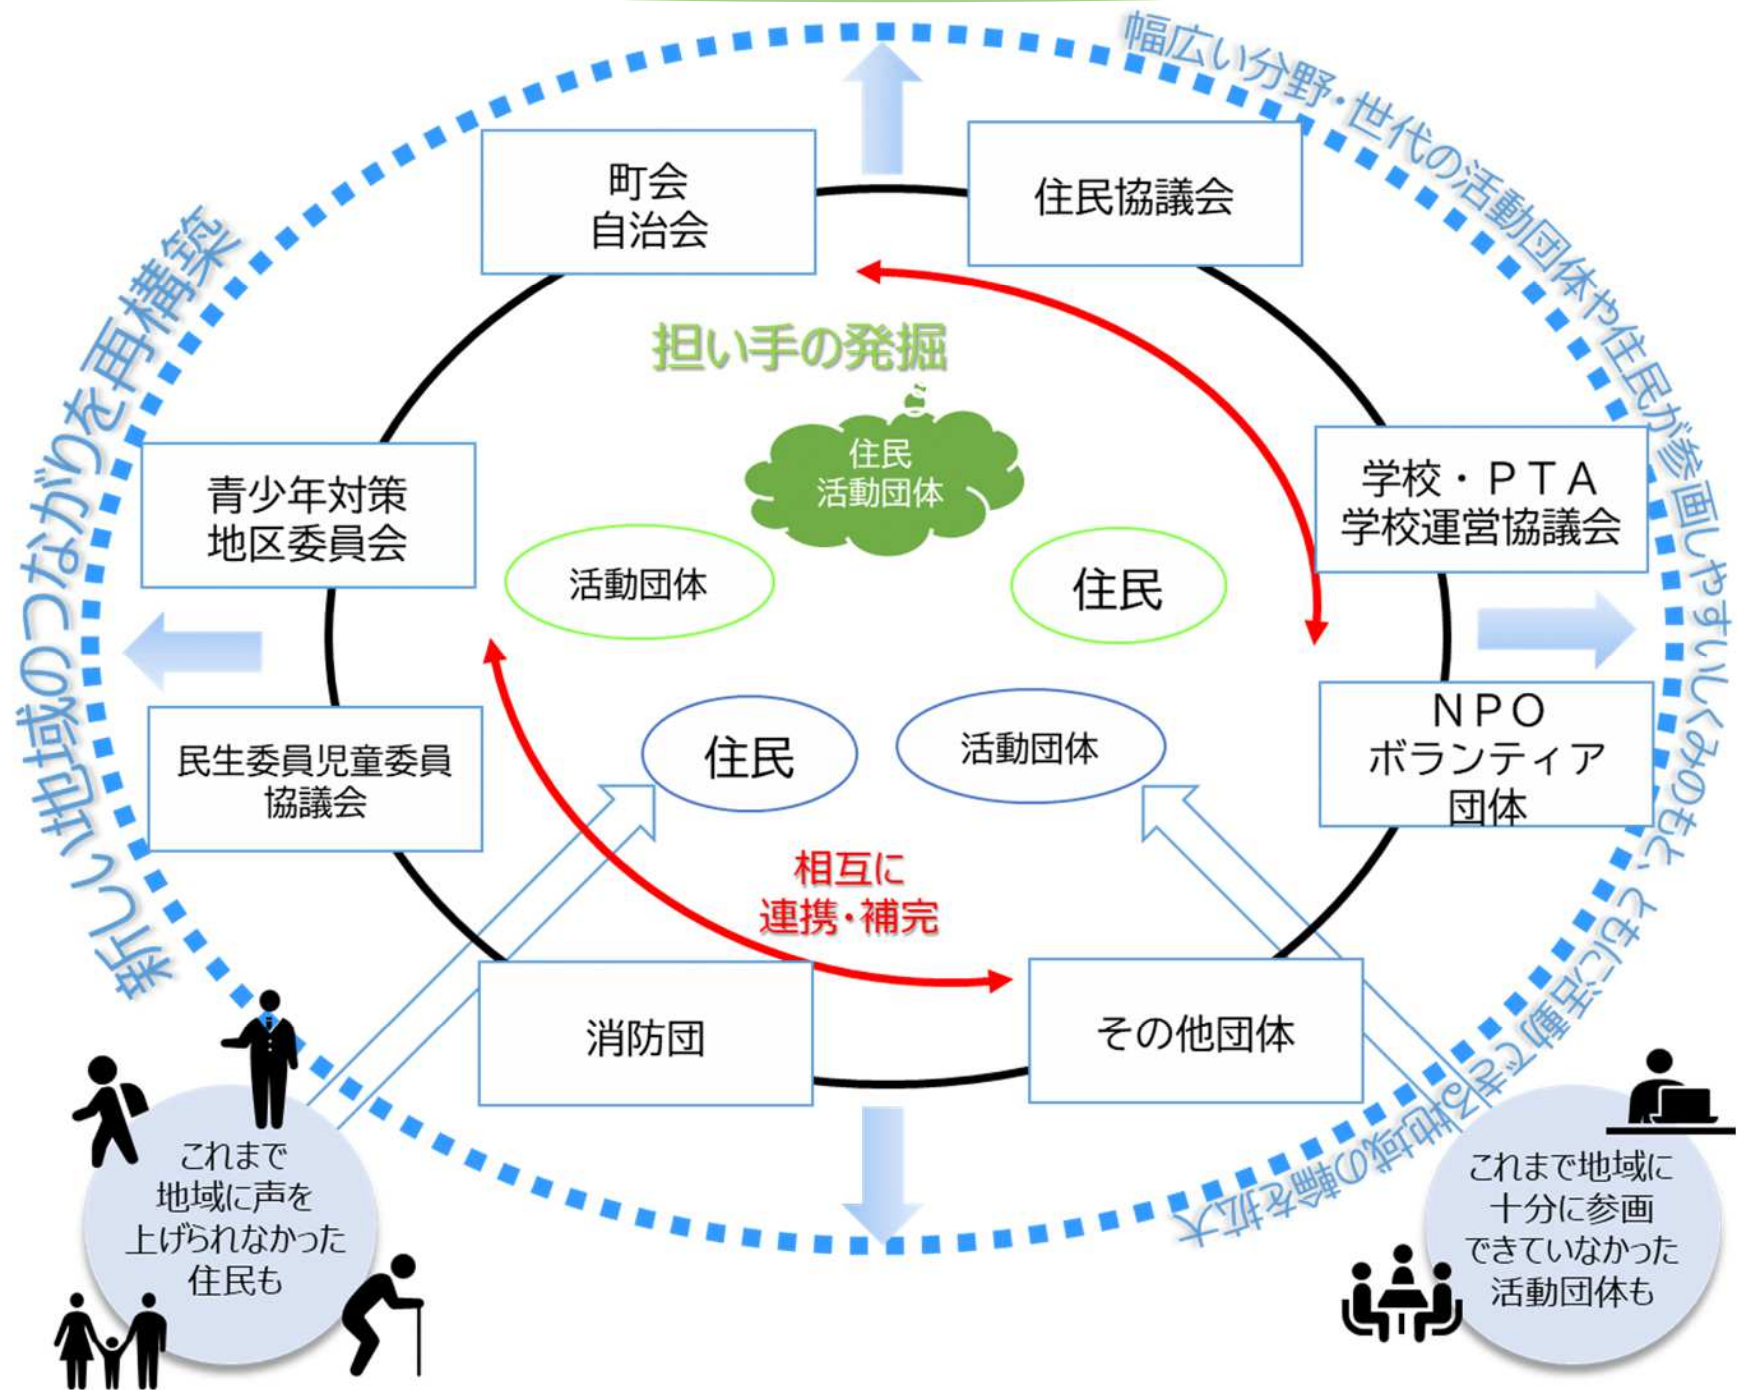 幅広い分野・世代の活動団体や住民が参画しやすいしくみのもと、ともに活動できる地域の輪を拡大
新しい地域のつながりを再構築
町会
自治会
住民協議会
担い手の発掘
住民
活動団体
青少年対策
地区委員会
学校・ＰＴＡ
学校運営協議会
活動団体
住民
民生委員児童委員
協議会
住民
活動団体
ＮＰＯ
ボランティア
団体
相互に
連携・補完
消防団
その他団体
これまで
地域に声を
上げられなかった
住民も
これまで地域に
十分に参画
できていなかった
活動団体も